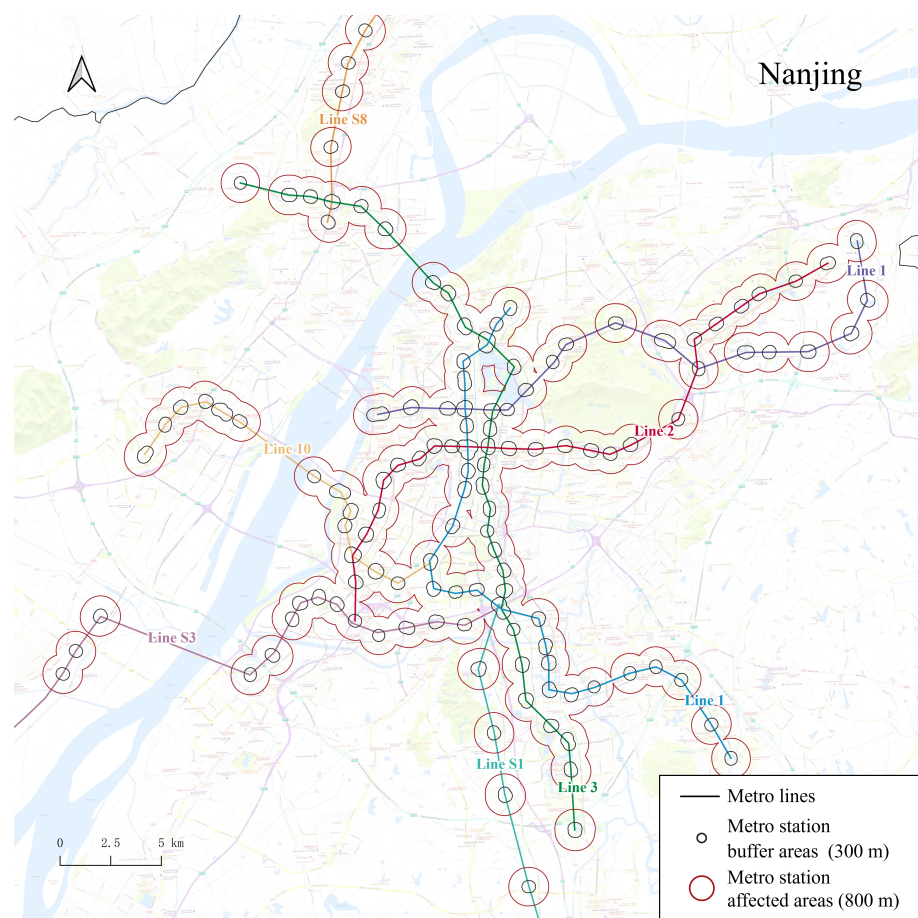 Nanjing
Line S8
Line 1
Line 2
Line 10
Line S3
Line 1
Line S1
Line 3
0 2.5 5 km
Metro lines
Metro station
buffer areas (300 m)
Metro station
affected areas (800 m)